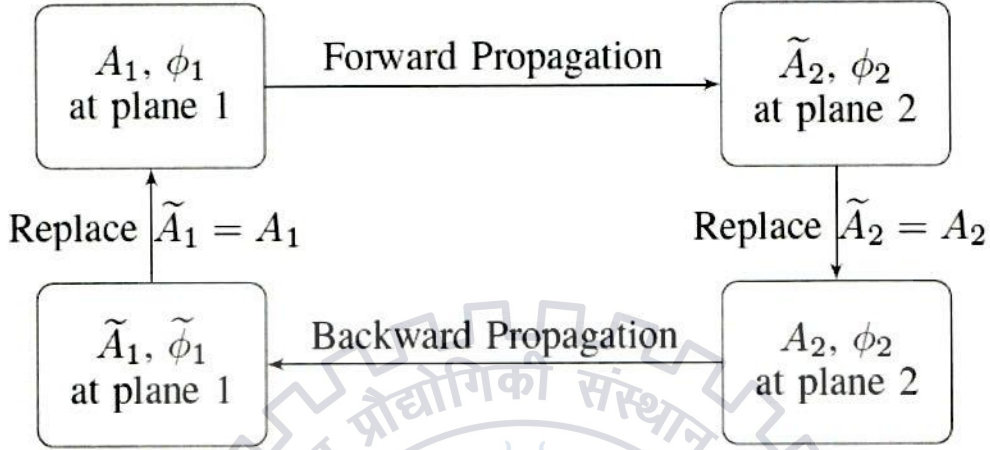 A₁, ϕ₁
at plane 1
Forward Propagation
Ã₂, ϕ₂
at plane 2
Replace Ã₁ = A₁
Replace Ã₂ = A₂
Ã₁, ϕ̃₁
at plane 1
Backward Propagation
A₂, ϕ₂
at plane 2
प्रौद्योगिकी संस्थान